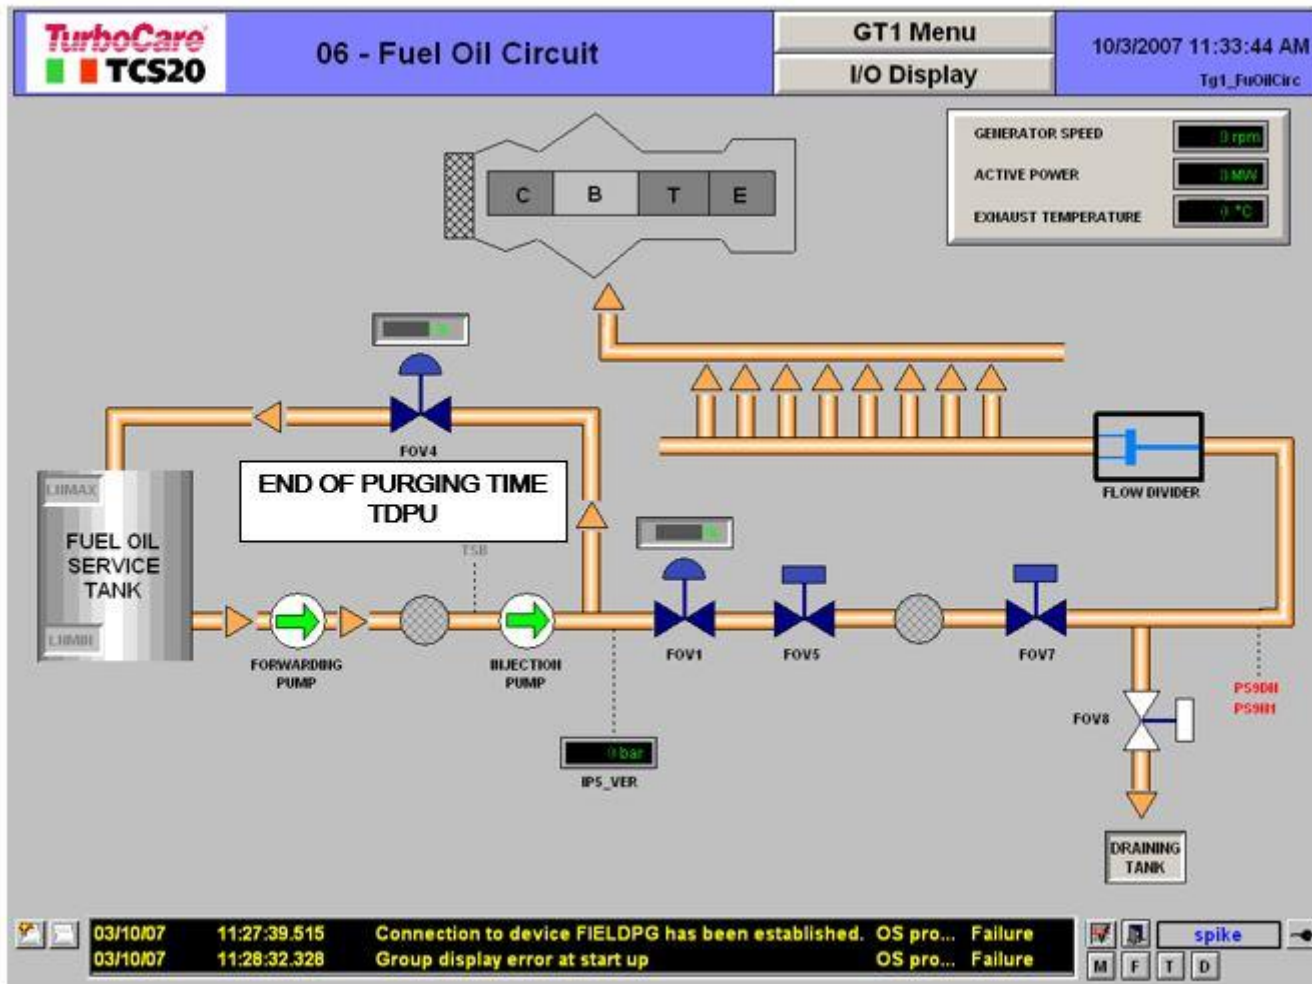 TurboCare
TCS20
06 - Fuel Oil Circuit
GT1 Menu
I/O Display
10/3/2007 11:33:44 AM
Tg1_FuOilCirc
GENERATOR SPEED
0 rpm
ACTIVE POWER
0 MW
EXHAUST TEMPERATURE
0 °C
C B T E
FOV4
FLOW DIVIDER
END OF PURGING TIME
TDPU
LIIMAX
FUEL OIL
SERVICE
TANK
LIIMIII
TSB
FORWARDING
PUMP
INJECTION
PUMP
FOV1
FOV5
FOV7
FOV8
PS9DII
PS9H1
0 bar
IPS_VER
DRAINING
TANK
03/10/07 11:27:39.515 Connection to device FIELDPG has been established. OS pro... Failure
03/10/07 11:28:32.328 Group display error at start up OS pro... Failure
spike
M F T D